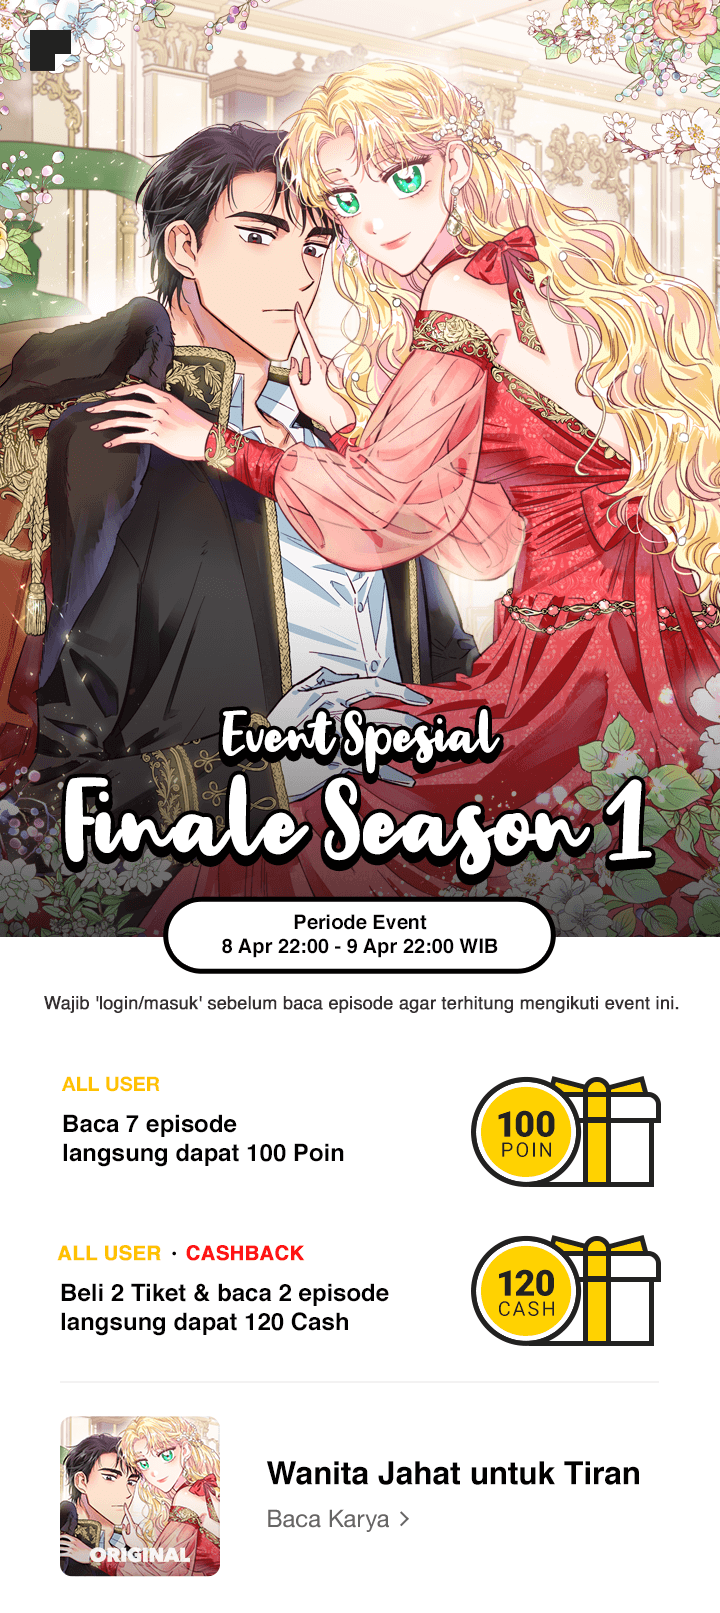 Event Spesial
Finale Season 1
Periode Event
8 Apr 22:00 - 9 Apr 22:00 WIB
Wajib 'login/masuk' sebelum baca episode agar terhitung mengikuti event ini.
ALL USER
Baca 7 episode
langsung dapat 100 Poin
100
POIN
ALL USER · CASHBACK
Beli 2 Tiket & baca 2 episode
langsung dapat 120 Cash
120
CASH
ORIGINAL
Wanita Jahat untuk Tiran
Baca Karya >